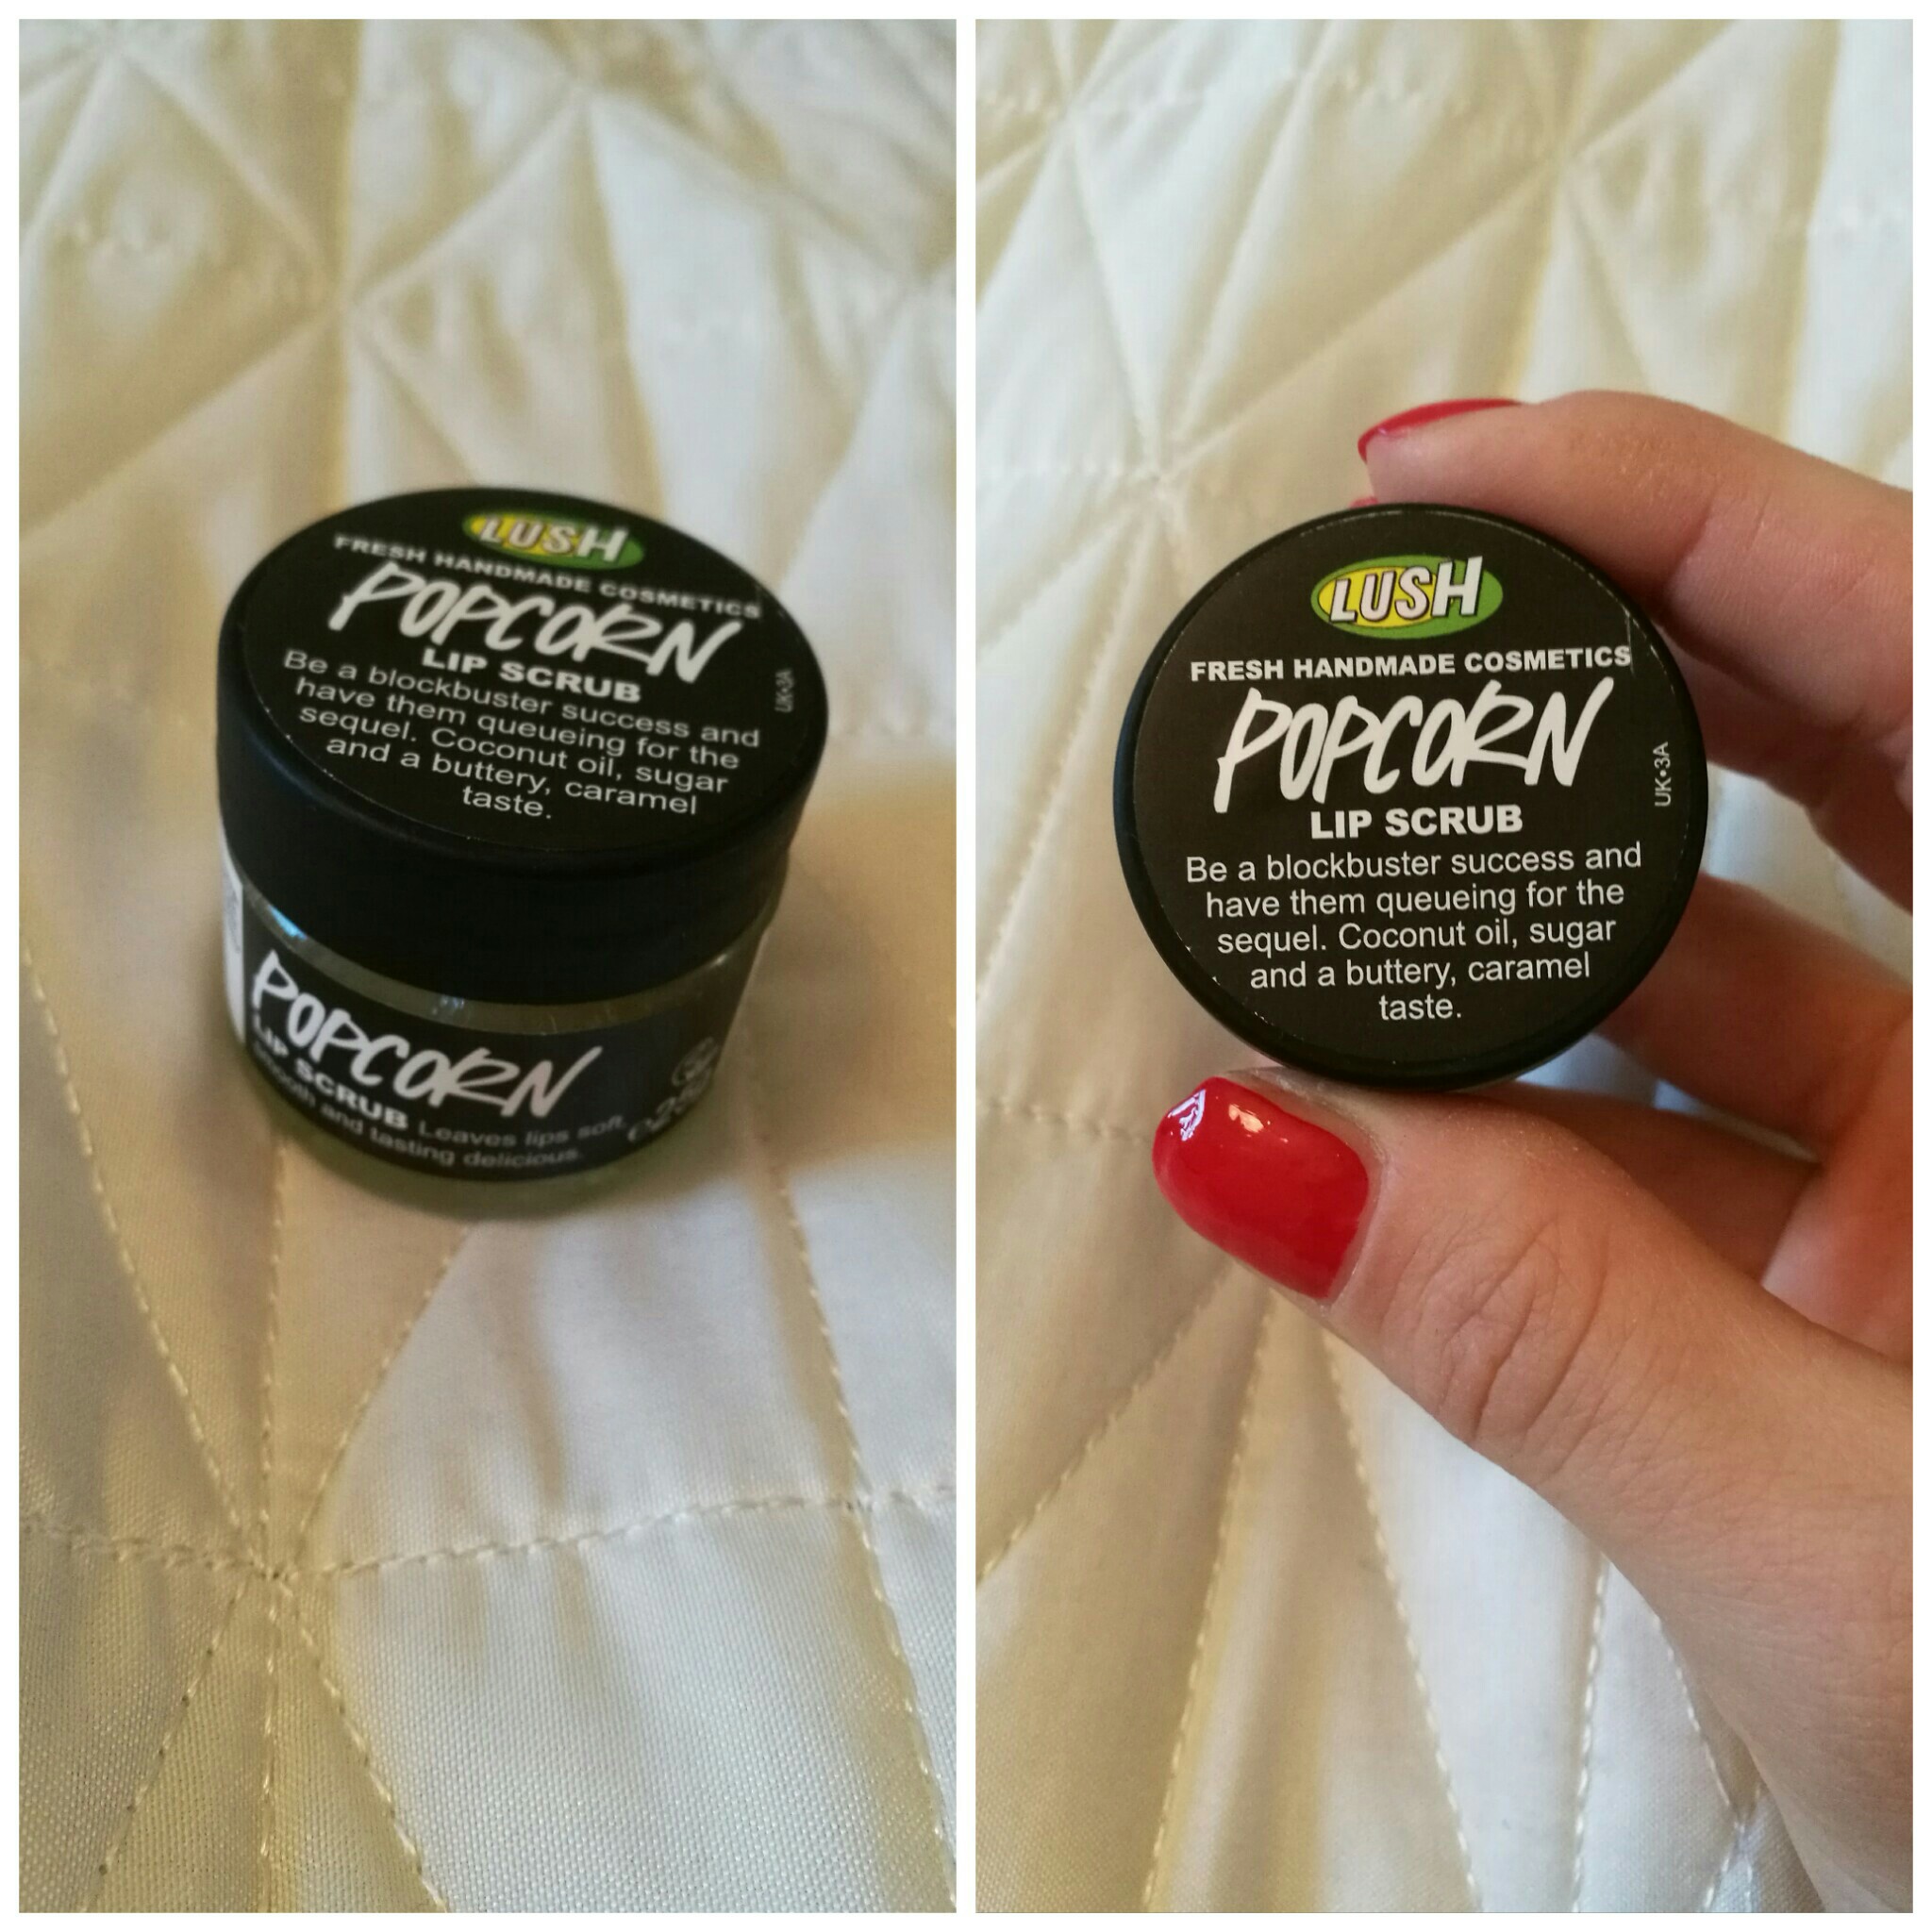 LUSH
FRESH HANDMADE COSMETICS
POPCORN
LIP SCRUB
Be a blockbuster success and
have them queueing for the
sequel. Coconut oil, sugar
and a buttery, caramel
taste.
UK•3A
POPCORN
LIP SCRUB Leaves lips soft,
and tasting delicious.
LUSH
FRESH HANDMADE COSMETICS
POPCORN
LIP SCRUB
Be a blockbuster success and
have them queueing for the
sequel. Coconut oil, sugar
and a buttery, caramel
taste.
UK•3A